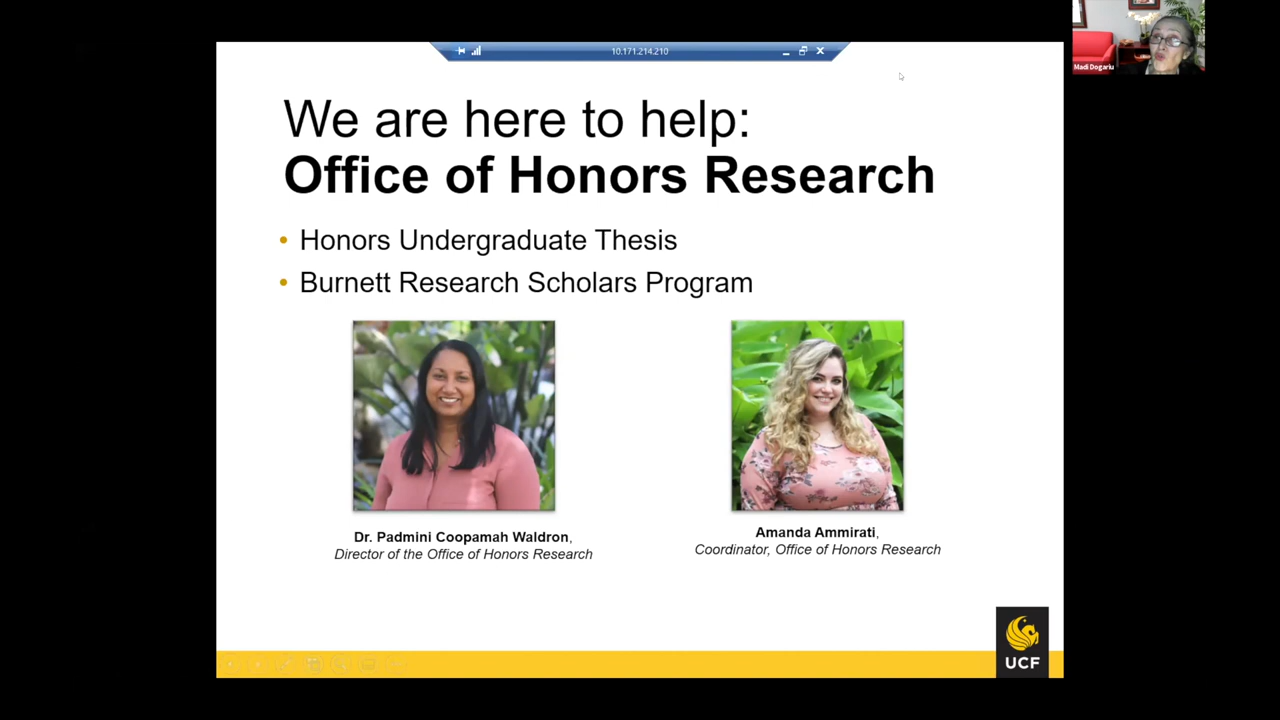 10.171.214.210
Madi Dogariu
We are here to help:
Office of Honors Research
• Honors Undergraduate Thesis
• Burnett Research Scholars Program
Dr. Padmini Coopamah Waldron,
Director of the Office of Honors Research
Amanda Ammirati,
Coordinator, Office of Honors Research
UCF